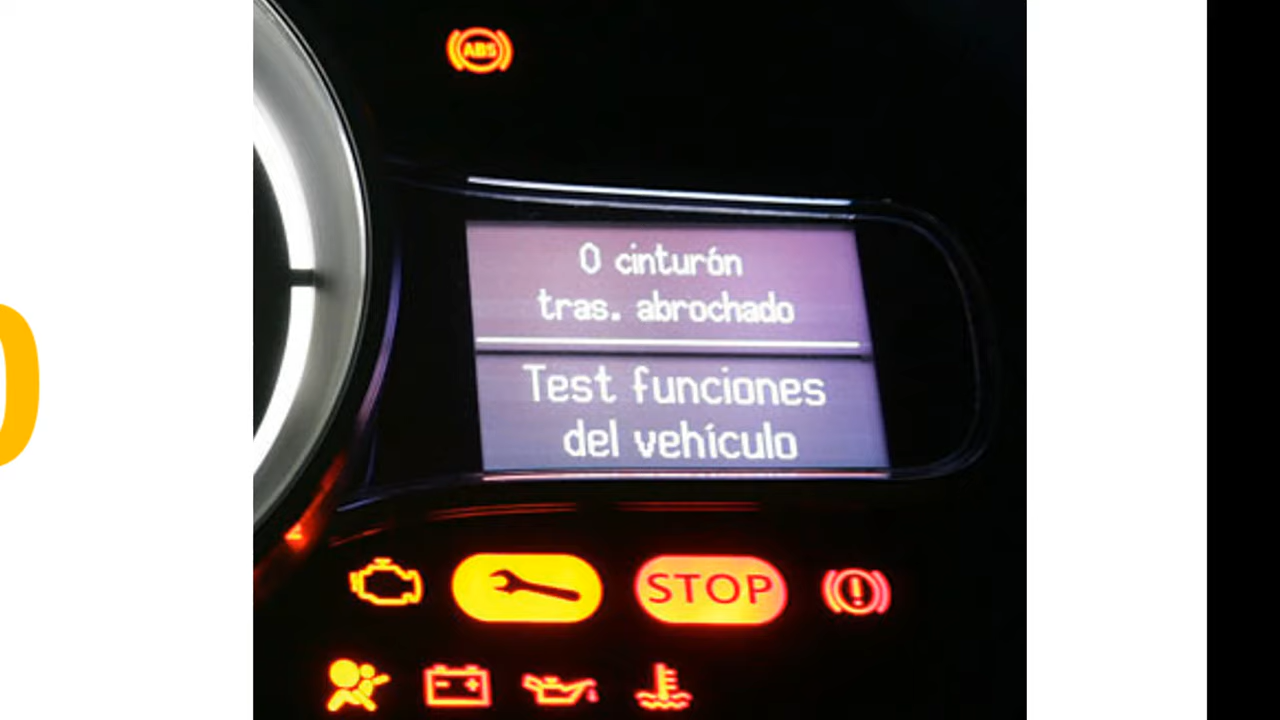 ABS
0 cinturón
tras. abrochado
Test funciones
del vehículo
STOP